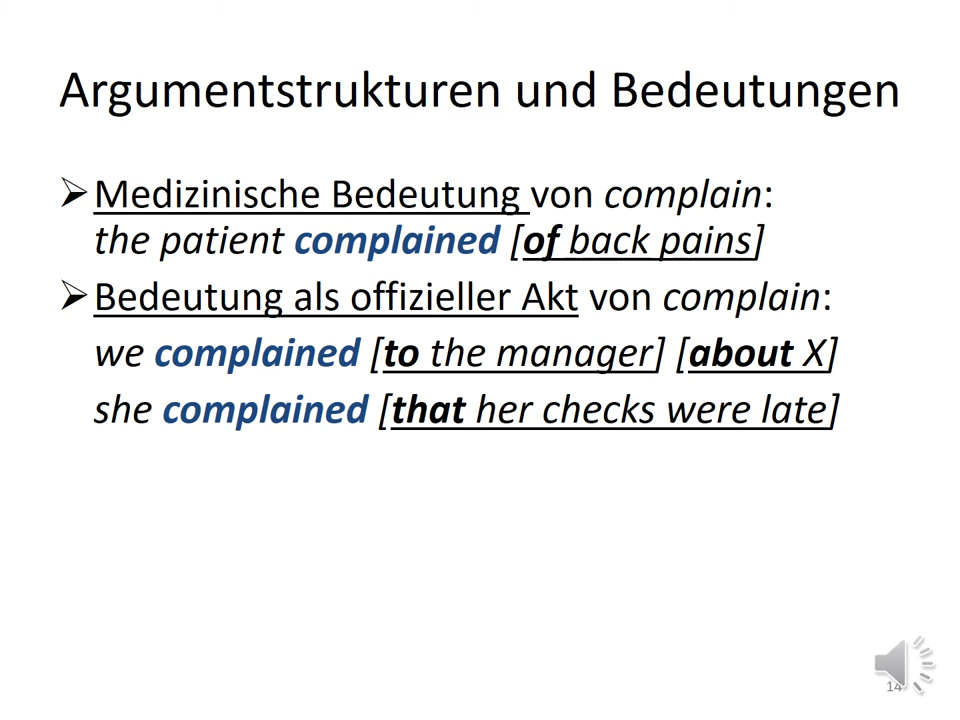 Argumentstrukturen und Bedeutungen
Medizinische Bedeutung von complain:
the patient complained [of back pains]
Bedeutung als offizieller Akt von complain:
we complained [to the manager] [about X]
she complained [that her checks were late]
14